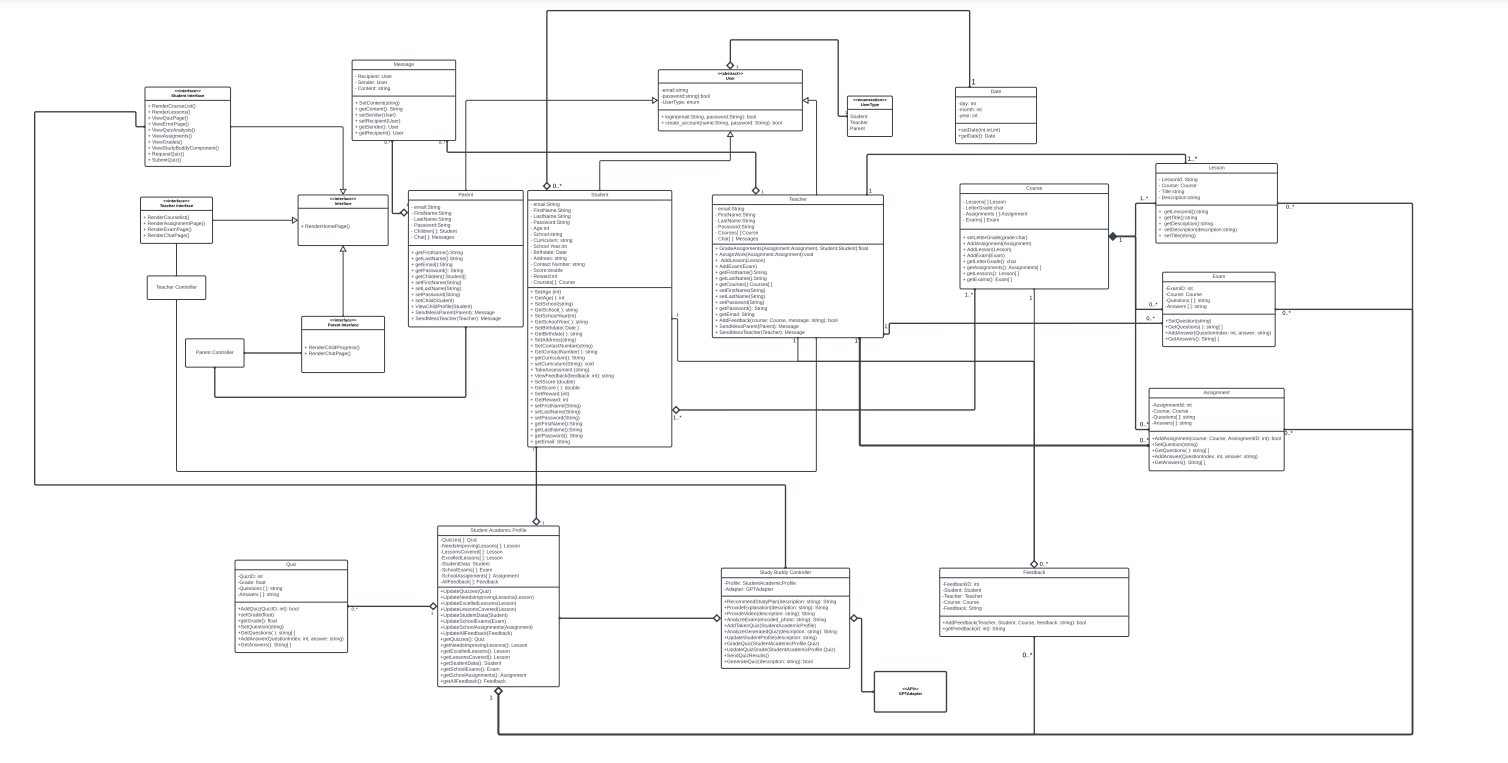 Message
- Recipient: User
- Sender: User
- Content: string
+ SetContent(string)
+ getContent(): String
+ setSender(User)
+ setRecipient(User)
+ getSender(): User
+ getRecipient(): User
0..*
0..*
<<abstract>>
User
-email:string
-password:string| bool
-UserType: enum
+ login(email:String, password:String): bool
+ create_account(name:String, password: String): bool
1
<<enumeration>>
UserType
Student
Teacher
Parent
Date
-day: int
-month: int
-year: int
+setDate(int,int,int)
+getDate(): Date
1
<<interface>>
Student Interface
+ RenderCourseList()
+ RenderLessons()
+ ViewQuizPage()
+ ViewErrorPage()
+ ViewQuizAnalysis()
+ ViewAssignments()
+ ViewGrades()
+ ViewStudyBuddyComponent()
+ RequestQuiz()
+ SubmitQuiz()
<<interface>>
Teacher Interface
+ RenderCourselist()
+ RenderAssignmentPage()
+ RenderExamPage()
+ RenderChatPage()
<<interface>>
Interface
+ RenderHomePage()
Teacher Controller
<<interface>>
Parent Interface
+ RenderChildProgress()
+ RenderChatPage()
Parent Controller
Parent
- email:String
- FirstName:String
- LastName:String
- Password:String
- Children[ ]: Student
- Chat[ ]: Messages
+ getFirstName():String
+ getLastName(): String
+ getEmail(): String
+ getPassword(): String
+ getChildren(): Student[]
+ setFirstName(String)
+ setLastName(String)
+ setPassword(String)
+ setChild(Student)
+ ViewChildProfile(Student)
+ SendMessParent(Parent): Message
+ SendMessTeacher(Teacher): Message
0..*
Student
- email:String
- FirstName:String
- LastName:String
- Password:String
- Age:int
- School:string
- Curriculum: string
- School Year:int
- Birthdate: Date
- Address: string
- Contact Number: string
- Score:double
- Reward:int
- Courses[ ]: Course
+ SetAge (int)
+ GetAge( ): int
+ SetSchool(string)
+ GetSchool( ): string
+ SetSchoolYear(int)
+ GetSchoolYear( ): string
+ SetBirthdate( Date )
+ GetBirthdate( ): string
+ SetAddress(string)
+ SetContactNumber(string)
+ GetContactNumber( ): string
+ getCurriculum(): String
+ setCurriculum(String): void
+ TakeAssessment (string)
+ ViewFeedback(feedback: int): string
+ SetScore (double)
+ GetScore ( ): double
+ SetReward (int)
+ GetReward: int
+ setFirstName(String)
+ setLastName(String)
+ setPassword(String)
+ getFirstName():String
+ getLastName():String
+ getPassword(): String
+ getEmail: String
1
1..*
1
Teacher
- email:String
- FirstName:String
- LastName:String
- Password:String
- Courses[ ]:Course
- Chat[ ]: Messages
+ GradeAssignments(Assignment:Assignment, Student:Student): float
+ AssignWork(Assignment:Assignment):void
+ AddLesson(Lesson)
+ AddExam(Exam)
+ getFirstName():String
+ getLastName():String
+ getCourses():Courses[ ]
+ setFirstName(String)
+ setLastName(String)
+ setPassword(String)
+ getPassword(): String
+ getEmail: String
+ AddFeedback(course: Course, message: string): bool
+ SendMessParent(Parent): Message
+ SendMessTeacher(Teacher): Message
1
1
1
1
1
Course
- Lessons[ ]:Lesson
- LetterGrade:char
- Assignments [ ]:Assignment
- Exams[ ]:Exam
+ setLetterGrade(grade:char)
+ AddAssignment(Assignment)
+ AddLesson(Lesson)
+ AddExam(Exam)
+ getLetterGrade(): char
+ getAssignments(): Assignments[ ]
+ getLessons(): Lesson[ ]
+ getExams(): Exam[ ]
1
1..*
1
1..*
Lesson
- LessonId: String
- Course: Course
- Title:string
- Description:string
+ getLessonId():string
+ getTitle():string
+ getDescription():string
+ setDescription(description:string)
+ setTitle(string)
1..*
0..*
Exam
- ExamID: int
- Course: Course
- Questions [ ]: string
- Answers [ ]: string
+SetQuestion(string)
+GetQuestions( ): string[ ]
+AddAnswer(QuestionIndex: int, answer: string)
+GetAnswers(): String[ ]
0..*
0..*
0..*
Assignment
-AssignmentId: int
-Course: Course
-Questions[ ]: string
-Answers[ ]: string
+AddAssignment(course: Course, AssingmentID: int): bool
+SetQuestion(string)
+GetQuestions( ): string[ ]
+AddAnswer(QuestionIndex: int, answer: string)
+GetAnswers(): String[ ]
0..*
0..*
0..*
Student Academic Profile
-Quizzes[ ]: Quiz
-NeedsImprovingLessons[ ]: Lesson
-LessonsCovered[ ]: Lesson
-ExcelledLessons[ ]: Lesson
-StudentData: Student
-SchoolExams[ ]: Exam
-SchoolAssignments[ ]: Assignment
-AllFeedback[ ]: Feedback
+UpdateQuizzes(Quiz)
+UpdateNeedsImprovingLessons(Lesson)
+UpdateExcelledLessons(Lesson)
+UpdateLessonsCovered(Lesson)
+UpdateStudentData(Student)
+UpdateSchoolExams(Exam)
+UpdateSchoolAssignments(Assignment)
+UpdateAllFeedback(Feedback)
+getQuizzes(): Quiz
+getNeedsImprovingLessons(): Lesson
+getExcelledLessons(): Lesson
+getLessonsCovered(): Lesson
+getStudentData(): Student
+getSchoolExams(): Exam
+getSchoolAssignments(): Assignment
+getAllFeedback(): Feedback
1
1
1
Quiz
-QuizID: int
-Grade: float
-Questions [ ]: string
-Answers [ ]: string
+AddQuiz(QuizID: int): bool
+setGrade(float)
+getGrade(): float
+SetQuestion(string)
+GetQuestions( ): string[ ]
+AddAnswer(QuestionIndex: int, answer: string)
+GetAnswers(): String[ ]
0..*
Study Buddy Controller
-Profile: StudentAcademicProfile
-Adapter: GPTAdapter
+RecommendStudyPlan(description: string): String
+ProvideExplanation(description: string): String
+ProvideVideo(description: string): String
+AnalyzeExam(encoded_photo: string): String
+AddTakenQuiz(StudentAcademicProfile)
+AnalyzeGeneratedQuiz(description: string): String
+UpdateStudentProfile(description: string)
+GradeQuiz(StudentAcademicProfile.Quiz)
+UpdateQuizGrade(StudentAcademicProfile.Quiz)
+SendQuizResults()
+GenerateQuiz(description: string): bool
<<API>>
GPTAdapter
0..*
Feedback
-FeedbackID: int
-Student: Student
-Teacher: Teacher
-Course: Course
-Feedback: String
+AddFeedback(Teacher, Student, Course, feedback: string): bool
+getFeedback(id: int): String
0..*